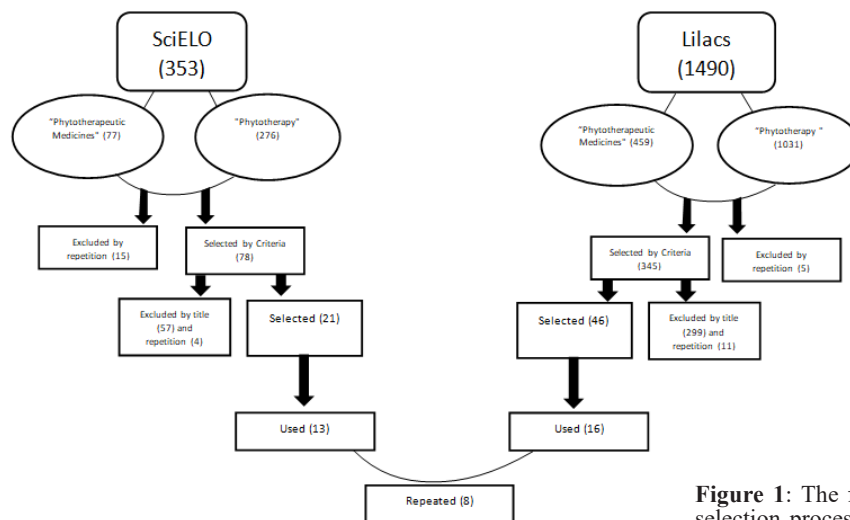 SciELO
(353)
Lilacs
(1490)
"Phytotherapeutic
Medicines" (77)
"Phytotherapy"
(276)
"Phytotherapeutic
Medicines" (459)
"Phytotherapy "
(1031)
Excluded by
repetition (15)
Selected by Criteria
(78)
Selected by Criteria
(345)
Excluded by
repetition (5)
Excluded by title
(57) and
repetition (4)
Selected (21)
Selected (46)
Excluded by title
(299) and
repetition (11)
Used (13)
Used (16)
Repeated (8)
Figure 1: The
selection proces